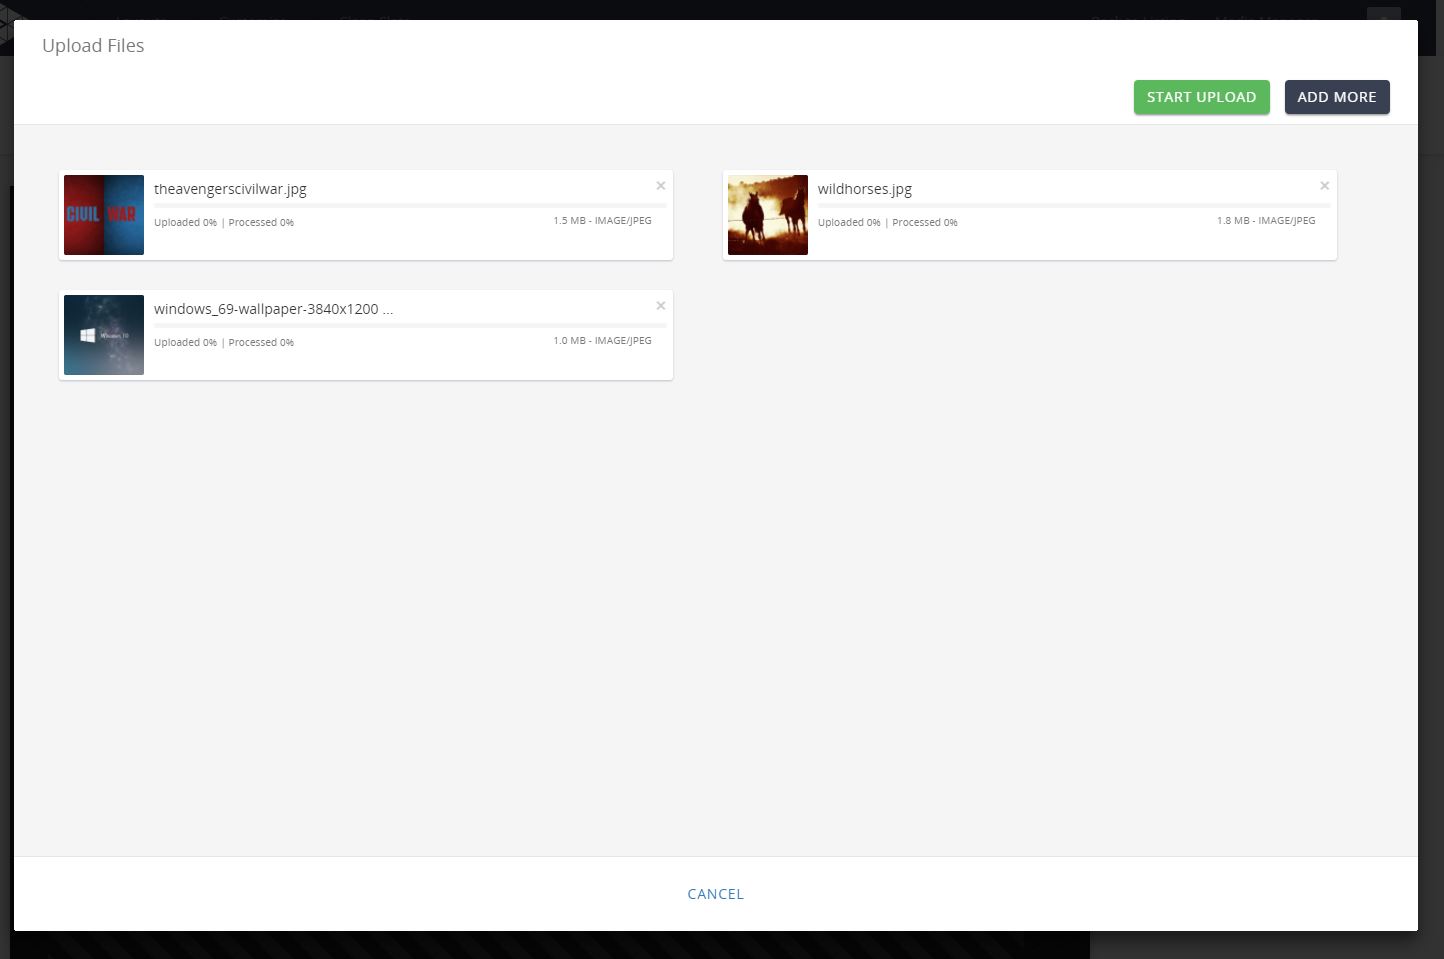 Upload Files
START UPLOAD
ADD MORE
theavengerscivilwar.jpg
×
Uploaded 0% | Processed 0%
1.5 MB - IMAGE/JPEG
CIVIL WAR
wildhorses.jpg
×
Uploaded 0% | Processed 0%
1.8 MB - IMAGE/JPEG
windows_69-wallpaper-3840x1200 ...
×
Uploaded 0% | Processed 0%
1.0 MB - IMAGE/JPEG
Windows 10
CANCEL